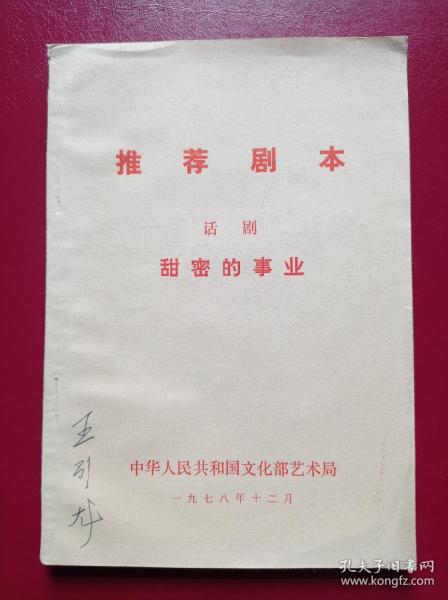 推荐剧本
话剧
甜密的事业
王引
中华人民共和国文化部艺术局
一九七八年十二月
孔夫子旧书网
www.kongfz.com